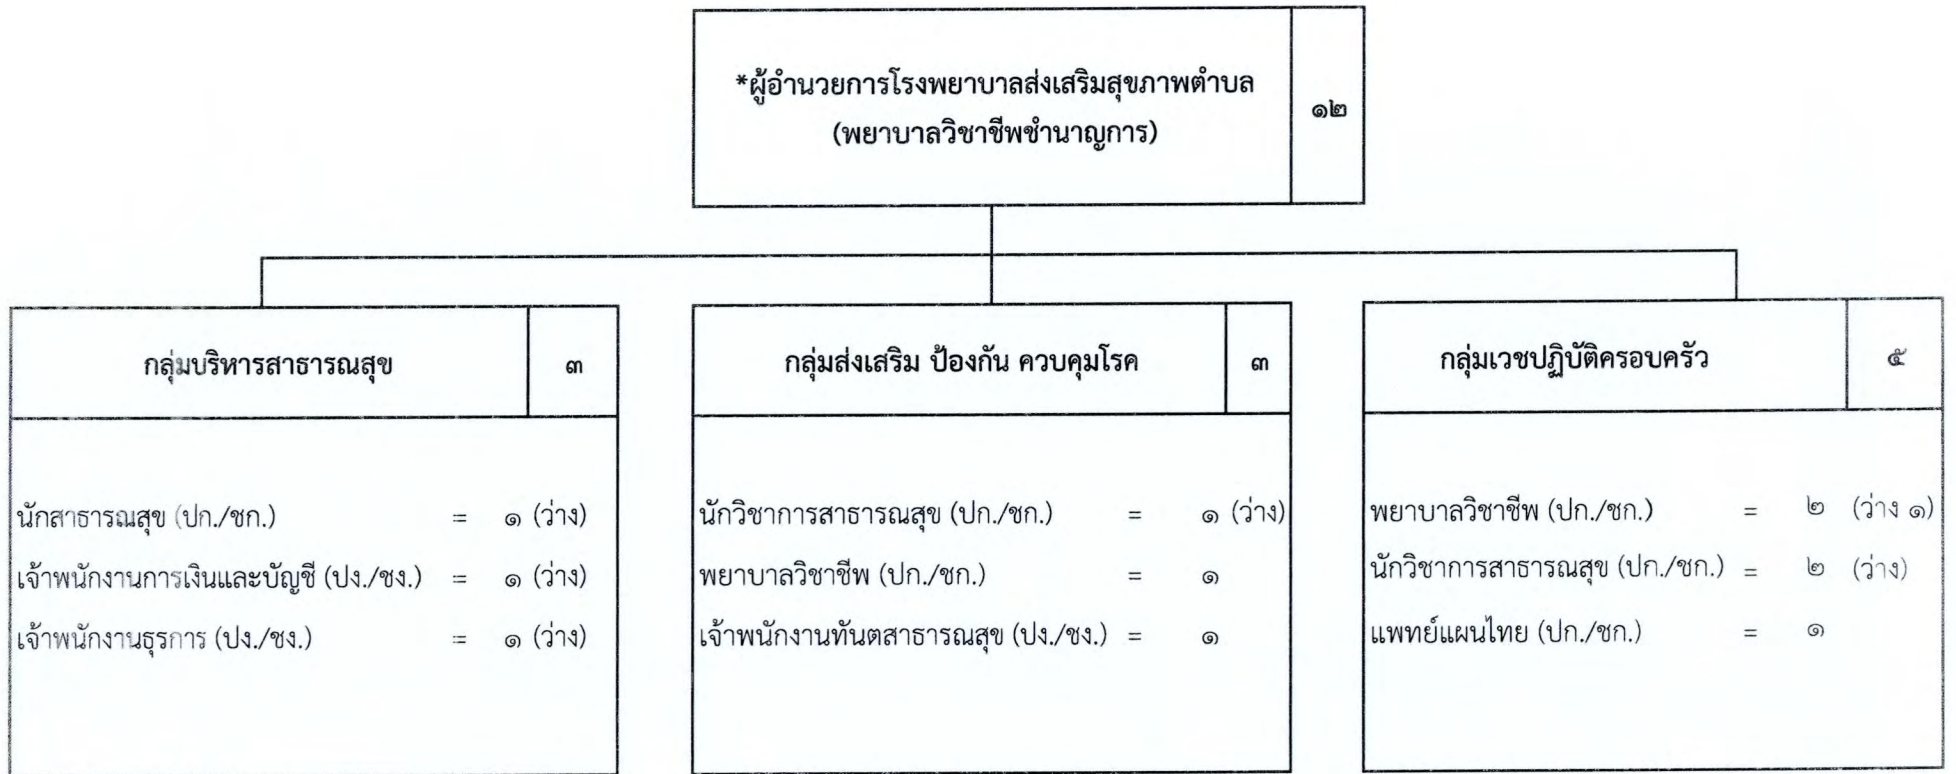 *ผู้อำนวยการโรงพยาบาลส่งเสริมสุขภาพตำบล
(พยาบาลวิชาชีพชำนาญการ)
๑๒
กลุ่มบริหารสาธารณสุข ๓
นักสาธารณสุข (ปก./ชก.) = ๑ (ว่าง)
เจ้าพนักงานการเงินและบัญชี (ปง./ชง.) = ๑ (ว่าง)
เจ้าพนักงานธุรการ (ปง./ชง.) = ๑ (ว่าง)
กลุ่มส่งเสริม ป้องกัน ควบคุมโรค ๓
นักวิชาการสาธารณสุข (ปก./ชก.) = ๑ (ว่าง)
พยาบาลวิชาชีพ (ปก./ชก.) = ๑
เจ้าพนักงานทันตสาธารณสุข (ปง./ชง.) = ๑
กลุ่มเวชปฏิบัติครอบครัว ๕
พยาบาลวิชาชีพ (ปก./ชก.) = ๒ (ว่าง ๑)
นักวิชาการสาธารณสุข (ปก./ชก.) = ๒ (ว่าง)
แพทย์แผนไทย (ปก./ชก.) = ๑